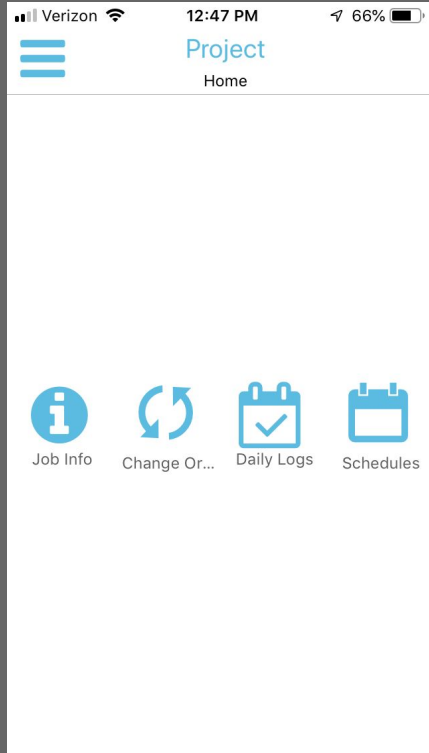 Verizon 12:47 PM 66%
Project
Home
Job Info Change Or... Daily Logs Schedules